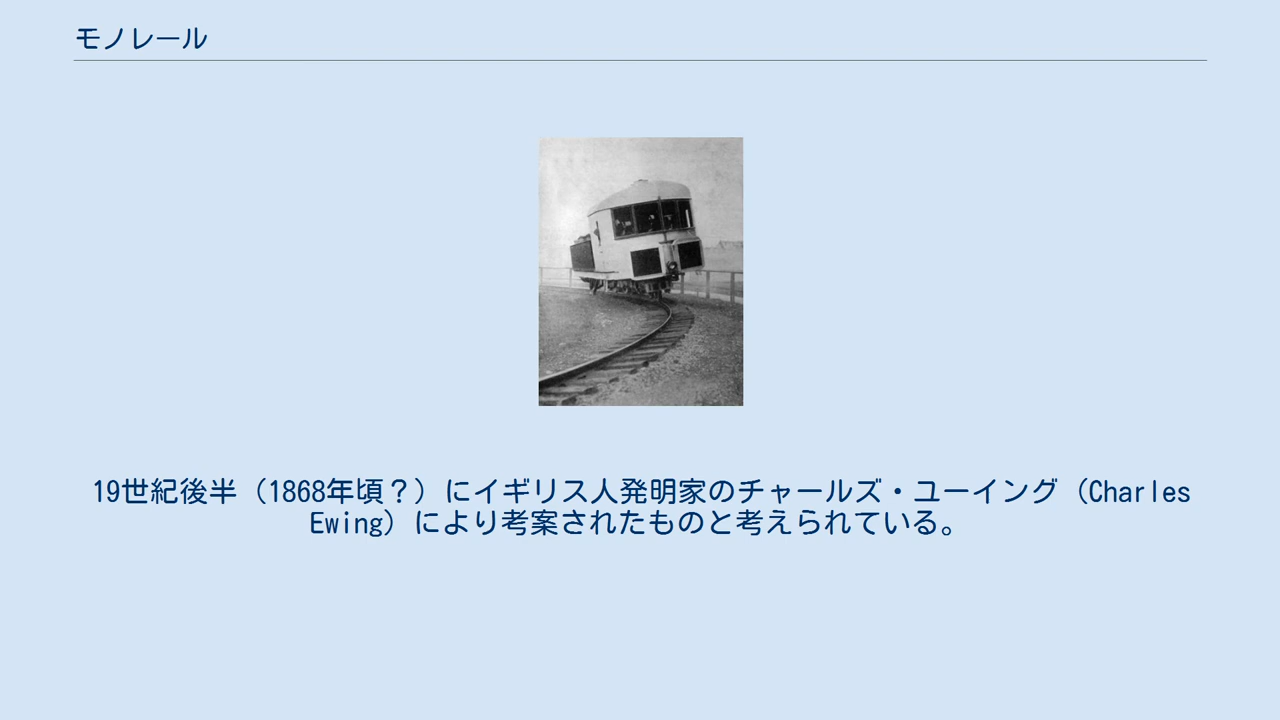 モノレール
19世紀後半（1868年頃？）にイギリス人発明家のチャールズ・ユーイング（Charles
Ewing）により考案されたものと考えられている。